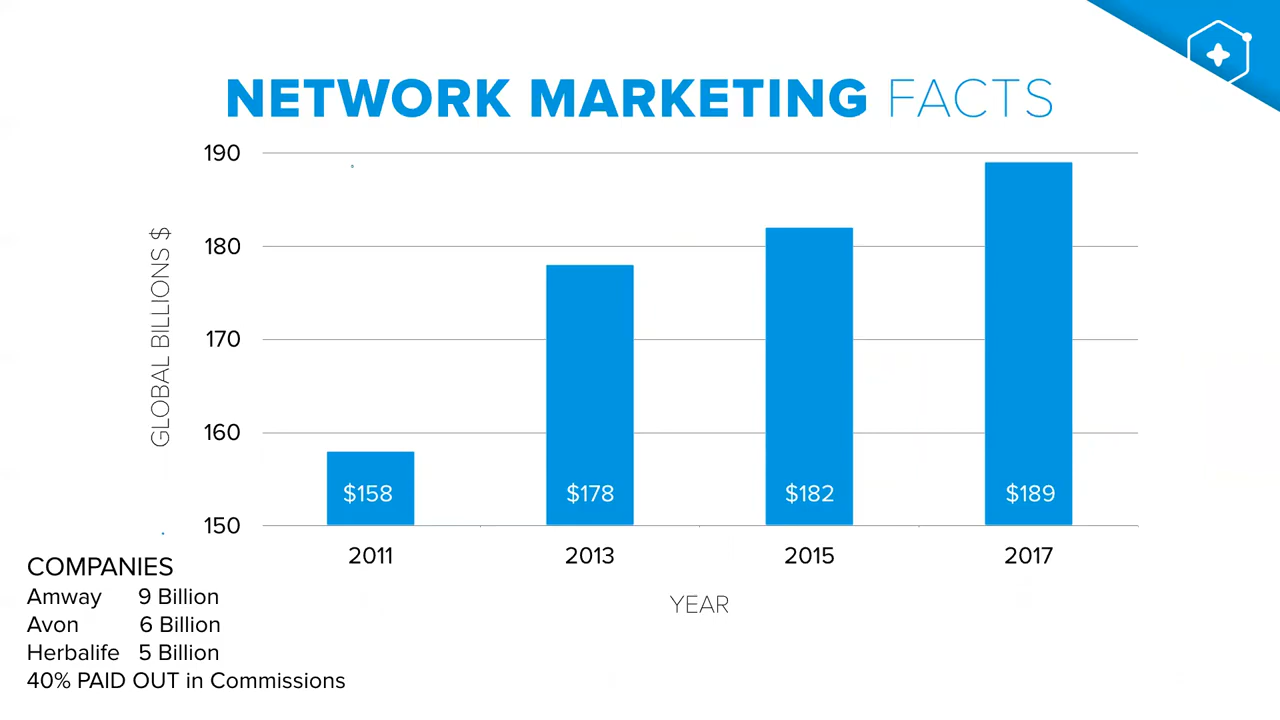 NETWORK MARKETING FACTS
190
180
170
160
150
GLOBAL BILLIONS $
$158
$178
$182
$189
2011
2013
2015
2017
YEAR
COMPANIES
Amway 9 Billion
Avon 6 Billion
Herbalife 5 Billion
40% PAID OUT in Commissions